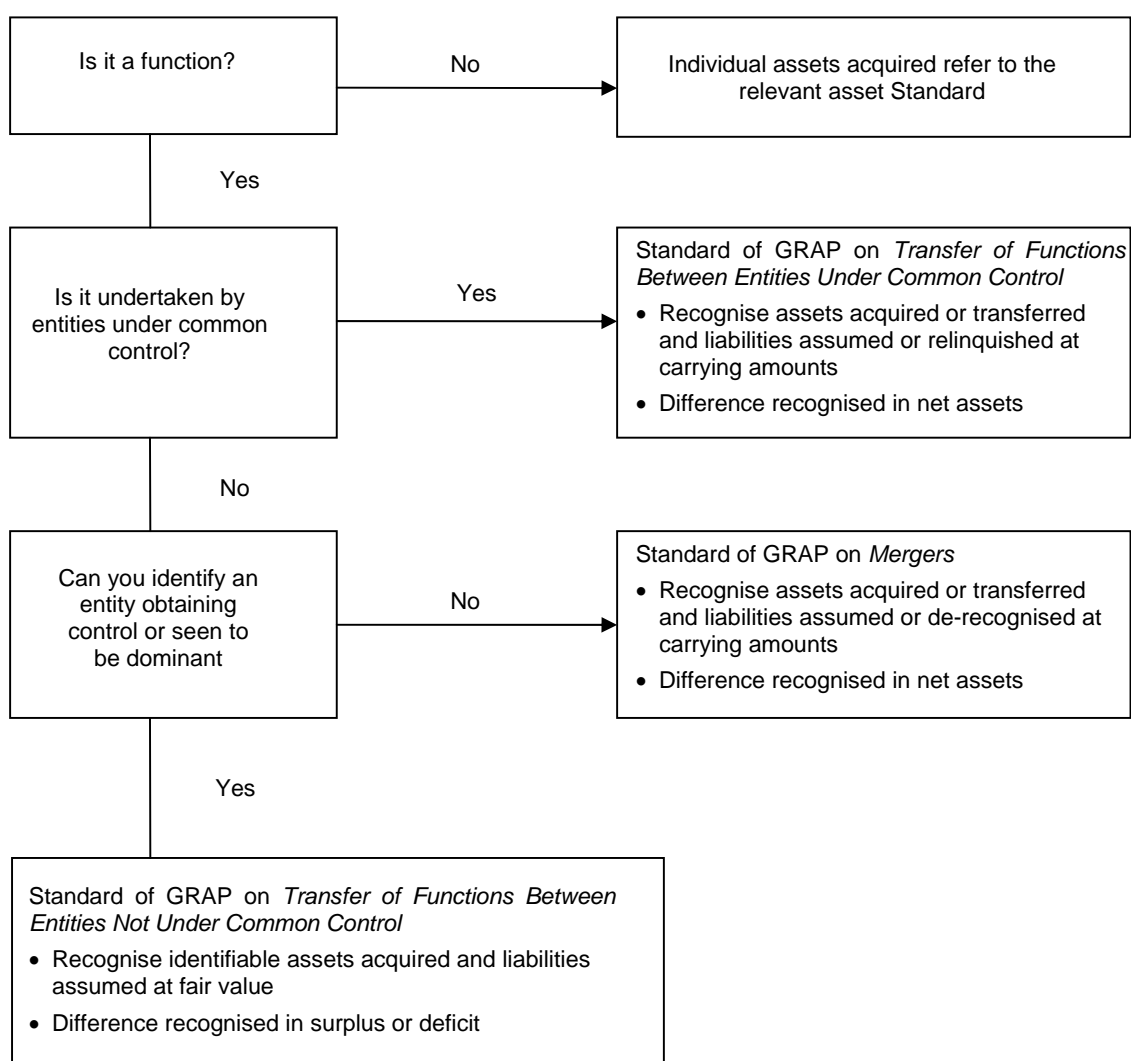 Is it a function?
No
Individual assets acquired refer to the
relevant asset Standard
Yes
Is it undertaken by
entities under common
control?
Yes
Standard of GRAP on Transfer of Functions
Between Entities Under Common Control
• Recognise assets acquired or transferred
and liabilities assumed or relinquished at
carrying amounts
• Difference recognised in net assets
No
Can you identify an
entity obtaining
control or seen to
be dominant
No
Standard of GRAP on Mergers
• Recognise assets acquired or transferred
and liabilities assumed or de-recognised at
carrying amounts
• Difference recognised in net assets
Yes
Standard of GRAP on Transfer of Functions Between
Entities Not Under Common Control
• Recognise identifiable assets acquired and liabilities
assumed at fair value
• Difference recognised in surplus or deficit